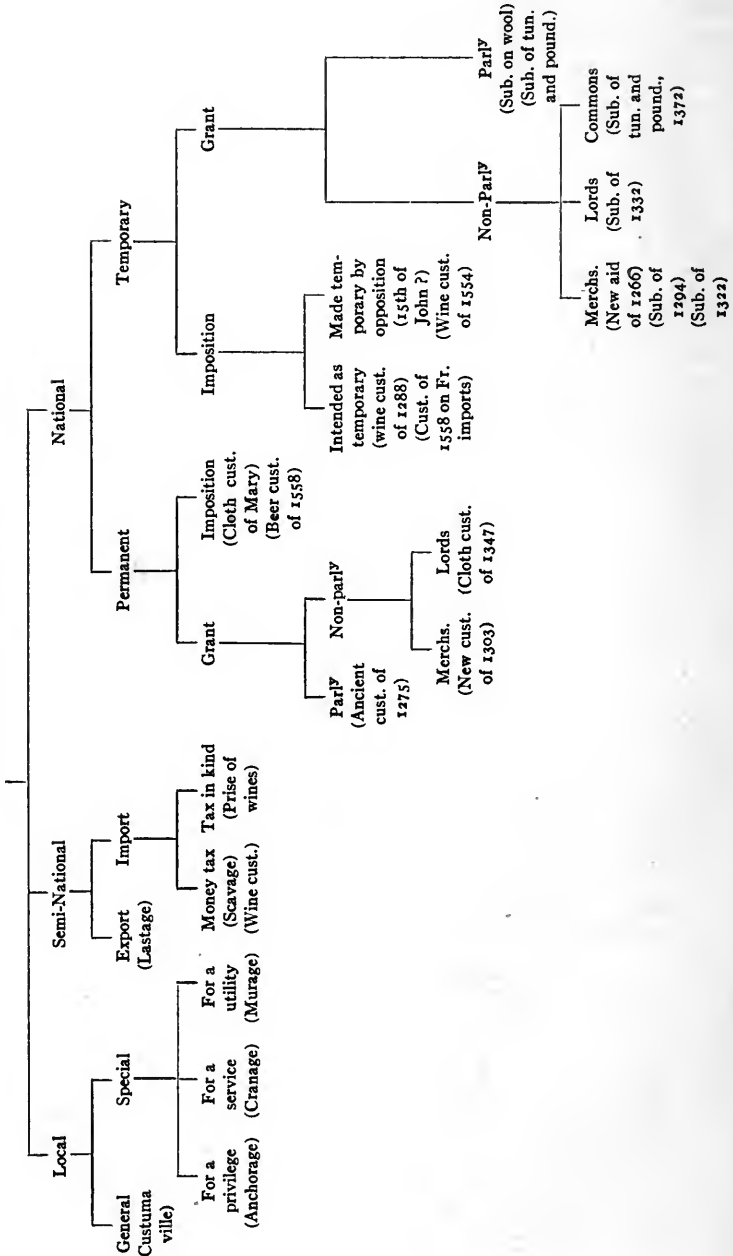 Local
Semi-National
National
General
Custuma
ville)
Special
For a
privilege
(Anchorage)
For a
service
(Cranage)
For a
utility
(Murage)
Export
(Lastage)
Import
Money tax
(Scavage)
(Wine cust.)
Tax in kind
(Prise of
wines)
Permanent
Grant
Parly
(Ancient
cust. of
1275)
Non-parly
Merchs.
(New cust.
of 1303)
Lords
(Cloth cust.
of 1347)
Imposition
(Cloth cust.
of Mary)
(Beer cust.
of 1558)
Temporary
Imposition
Intended as
temporary
(wine cust.
of 1288)
(Cust. of
1558 on Fr.
imports)
Made tem-
porary by
opposition
(15th of
John ?)
(Wine cust.
of 1554)
Grant
Non-Parly
Merchs.
(New aid
of 1266)
(Sub. of
1294)
(Sub. of
1322)
Lords
(Sub. of
1332)
Commons
(Sub. of
tun. and
pound.,
1372)
Parly
(Sub. on wool)
(Sub. of tun.
and pound.)